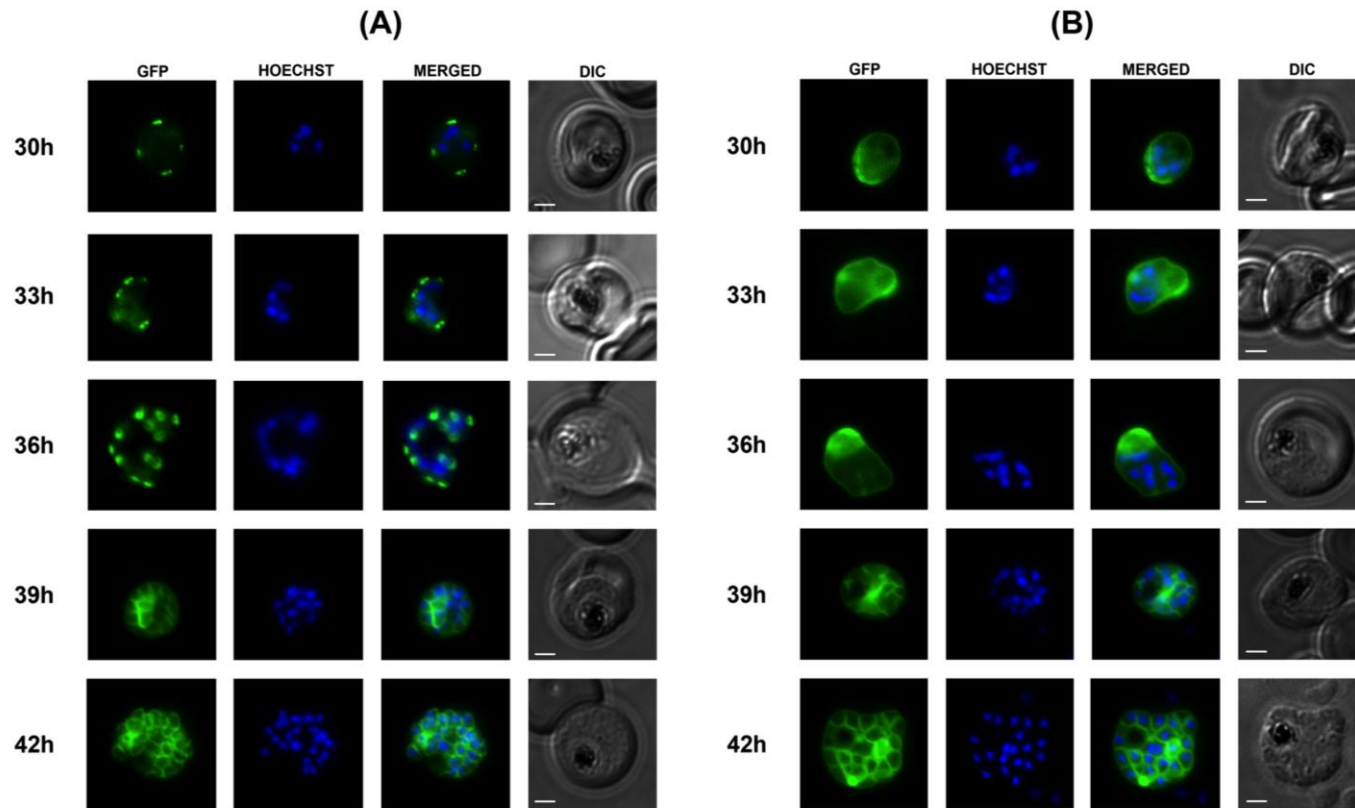 (A) (B)
GFP HOECHST MERGED DIC GFP HOECHST MERGED DIC
30h 30h
33h 33h
36h 36h
39h 39h
42h 42h